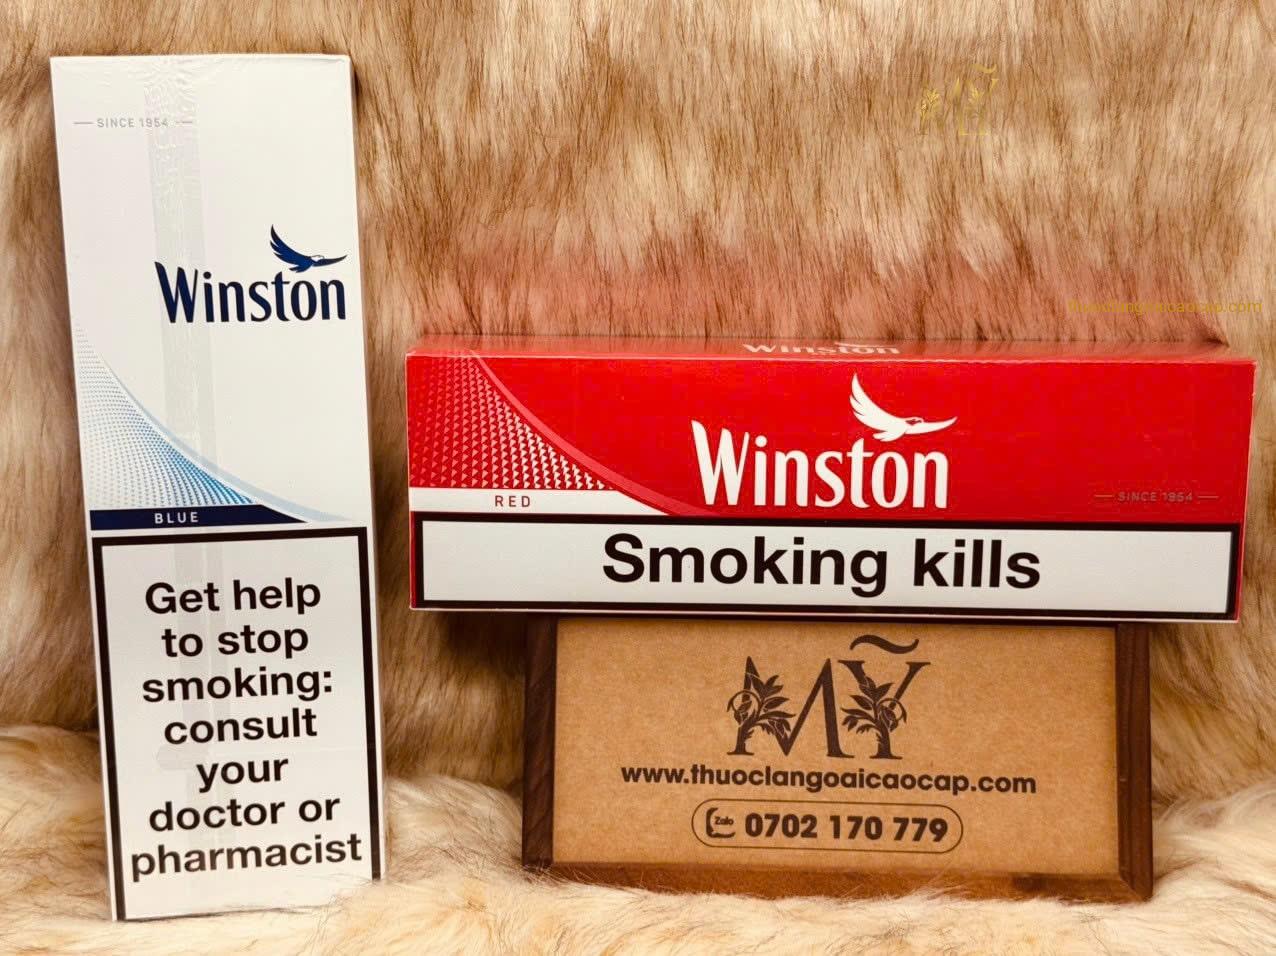 SINCE 1954
Winston
BLUE
Get help
to stop
smoking:
consult
your
doctor or
pharmacist
MỸ
thuoclangoaicaocap.com
Winston
Winston
RED
SINCE 1954
Smoking kills
MỸ
www.thuoclangoaicaocap.com
Zalo 0702 170 779